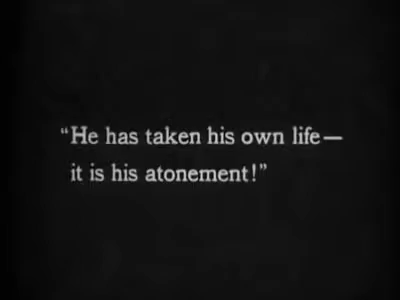 “He has taken his own life—
it is his atonement!”